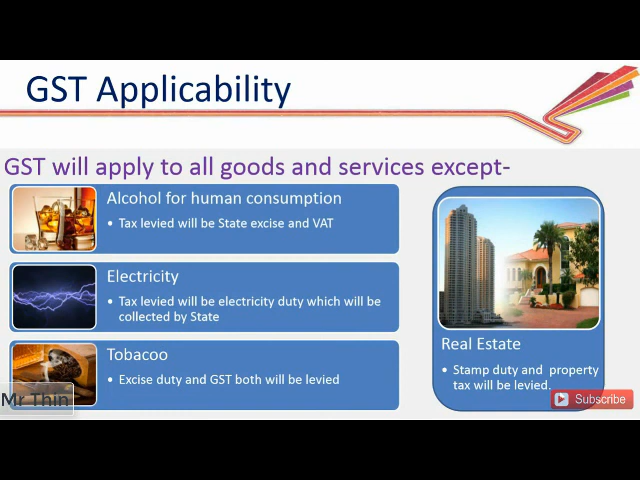 GST Applicability
GST will apply to all goods and services except-
Alcohol for human consumption
• Tax levied will be State excise and VAT
Electricity
• Tax levied will be electricity duty which will be
collected by State
Tobacoo
• Excise duty and GST both will be levied
Real Estate
• Stamp duty and property
tax will be levied.
Mr Thin
Subscribe